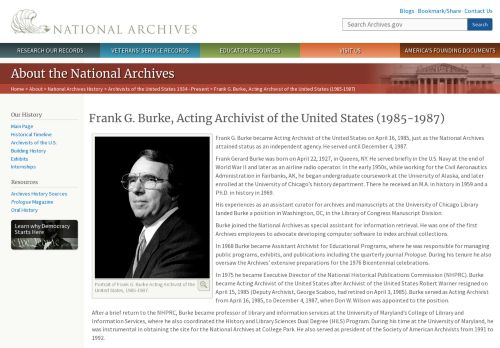 Blogs · Bookmark/Share · Contact Us
NATIONAL ARCHIVES
Search Archives.gov
Search
RESEARCH OUR RECORDS
VETERANS' SERVICE RECORDS
EDUCATOR RESOURCES
VISIT US
AMERICA'S FOUNDING DOCUMENTS
About the National Archives
Home > About > National Archives History > Archivists of the United States 1934 - Present > Frank G. Burke, Acting Archivist of the United States (1985-1987)
Our History
Main Page
Historical Timeline
Archivists of the U.S.
Building History
Exhibits
Internships
Resources
Archives History Sources
Prologue Magazine
Oral History
Learn why Democracy
Starts Here
Frank G. Burke, Acting Archivist of the United States (1985-1987)
Portrait of Frank G. Burke Acting Archivist of the
United States, 1985-1987.
Frank G. Burke became Acting Archivist of the United States on April 16, 1985, just as the National Archives
attained status as an independent agency. He served until December 4, 1987.
Frank Gerard Burke was born on April 22, 1927, in Queens, NY. He served briefly in the U.S. Navy at the end of
World War II and later as an airline radio operator. In the early 1950s, while working for the Civil Aeronautics
Administration in Fairbanks, AK, he began undergraduate coursework at the University of Alaska, and later
enrolled at the University of Chicago's history department. There he received an M.A. in history in 1959 and a
Ph.D. in history in 1969.
His experiences as an assistant curator for archives and manuscripts at the University of Chicago Library
landed Burke a position in Washington, DC, in the Library of Congress Manuscript Division.
Burke joined the National Archives as special assistant for information retrieval. He was one of the first
Archives employees to advocate developing computer software to index archival collections.
In 1968 Burke became Assistant Archivist for Educational Programs, where he was responsible for managing
public programs, exhibits, and publications including the quarterly journal Prologue. During his tenure he also
oversaw the Archives' extensive preparations for the 1976 Bicentennial celebrations.
In 1975 he became Executive Director of the National Historical Publications Commission (NHPRC). Burke
became Acting Archivist of the United States after Archivist of the United States Robert Warner resigned on
April 15, 1985 (Deputy Archivist, George Scaboo, had retired on April 3, 1985). Burke served as Acting Archivist
from April 16, 1985, to December 4, 1987, when Don W. Wilson was appointed to the position.
After a brief return to the NHPRC, Burke became professor of library and information services at the University of Maryland's College of Library and
Information Services, where he also coordinated the History and Library Sciences Dual Degree (HiLS) Program. During his time at the University of Maryland, he
was instrumental in obtaining the site for the National Archives at College Park. He also served as president of the Society of American Archivists from 1991 to
1992.